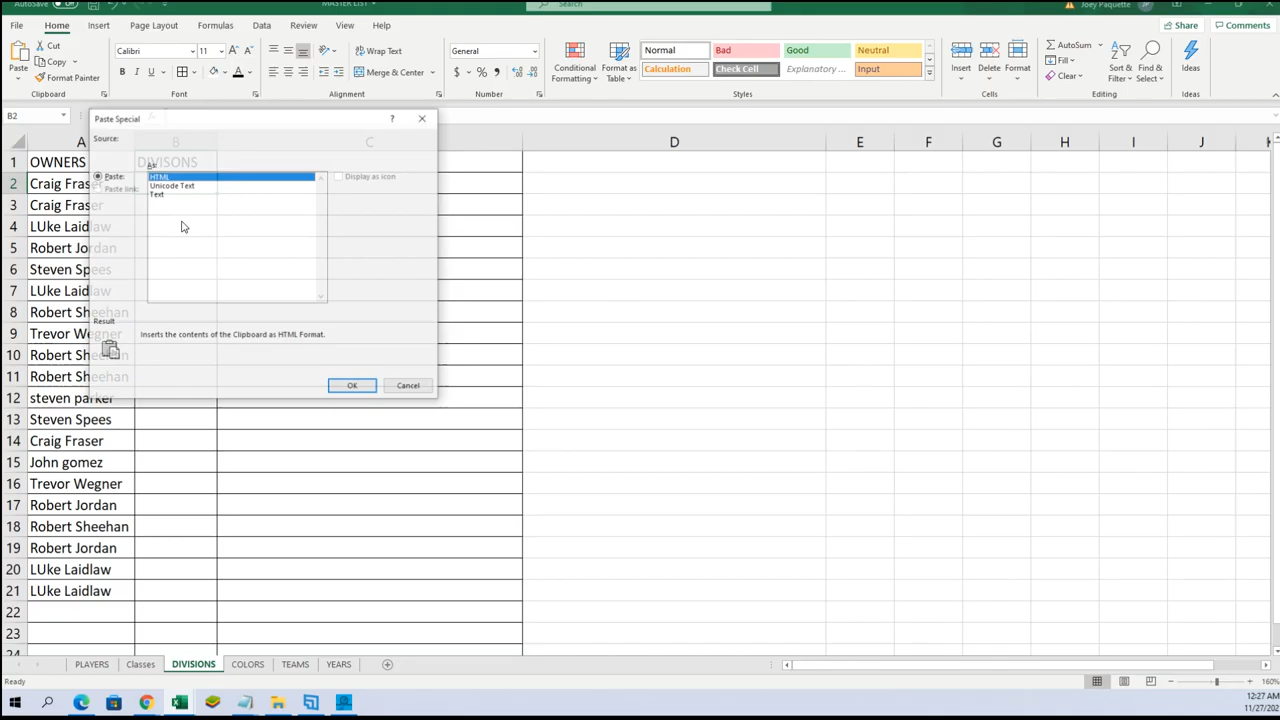 AutoSave Off MASTER LIST Search Joey Paquette JP
File Home Insert Page Layout Formulas Data Review View Help Share Comments
Paste Cut Copy Format Painter Clipboard
Calibri 11 B I U Font
Wrap Text Merge & Center Alignment
General $ % Number
Conditional Formatting Format as Table
Normal Bad Good Neutral
Calculation Check Cell Explanatory ... Input
Styles
Insert Delete Format Cells
AutoSum Fill Clear Sort & Filter Find & Select Editing
Ideas Ideas
B2
Paste Special ? ×
Source:
As:
Paste: HTML Display as icon
Paste link: Unicode Text
Text
Result
Inserts the contents of the Clipboard as HTML Format.
OK Cancel
A B C D E F G H I J K
1 OWNERS DIVISONS
2 Craig Fraser
3 Craig Fraser
4 LUke Laidlaw
5 Robert Jordan
6 Steven Spees
7 LUke Laidlaw
8 Robert Sheehan
9 Trevor Wegner
10 Robert Sheehan
11 Robert Sheehan
12 steven parker
13 Steven Spees
14 Craig Fraser
15 John gomez
16 Trevor Wegner
17 Robert Jordan
18 Robert Sheehan
19 Robert Jordan
20 LUke Laidlaw
21 LUke Laidlaw
22
23
24
PLAYERS Classes DIVISIONS COLORS TEAMS YEARS
Ready 160%
12:27 AM
11/27/202